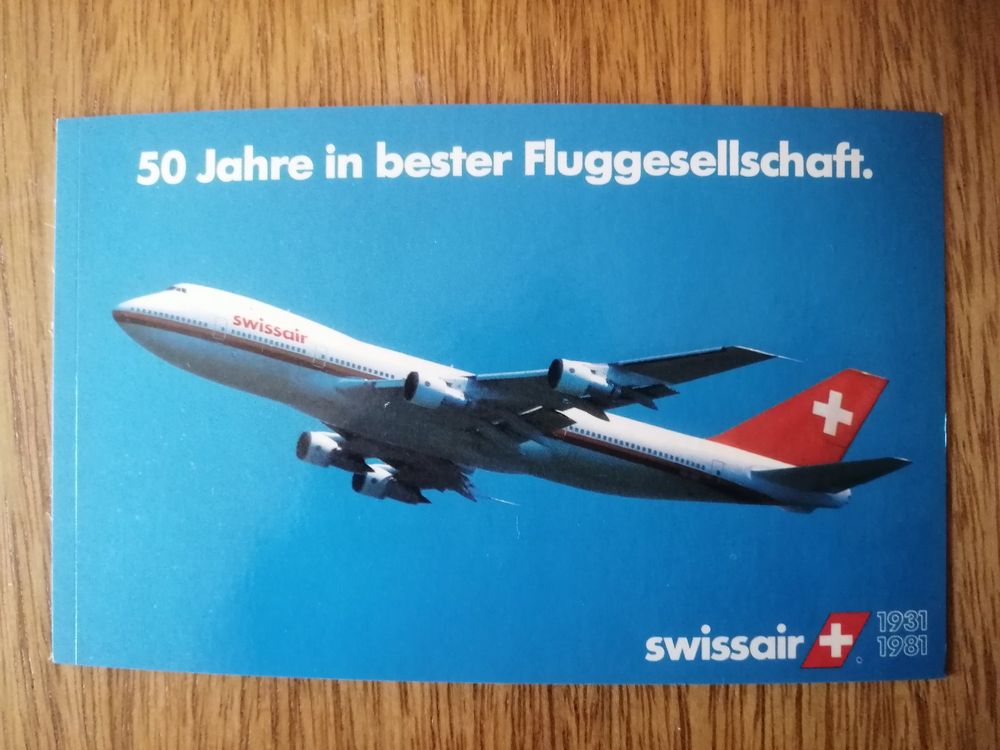 50 Jahre in bester Fluggesellschaft.
swissair
swissair 1931
1981